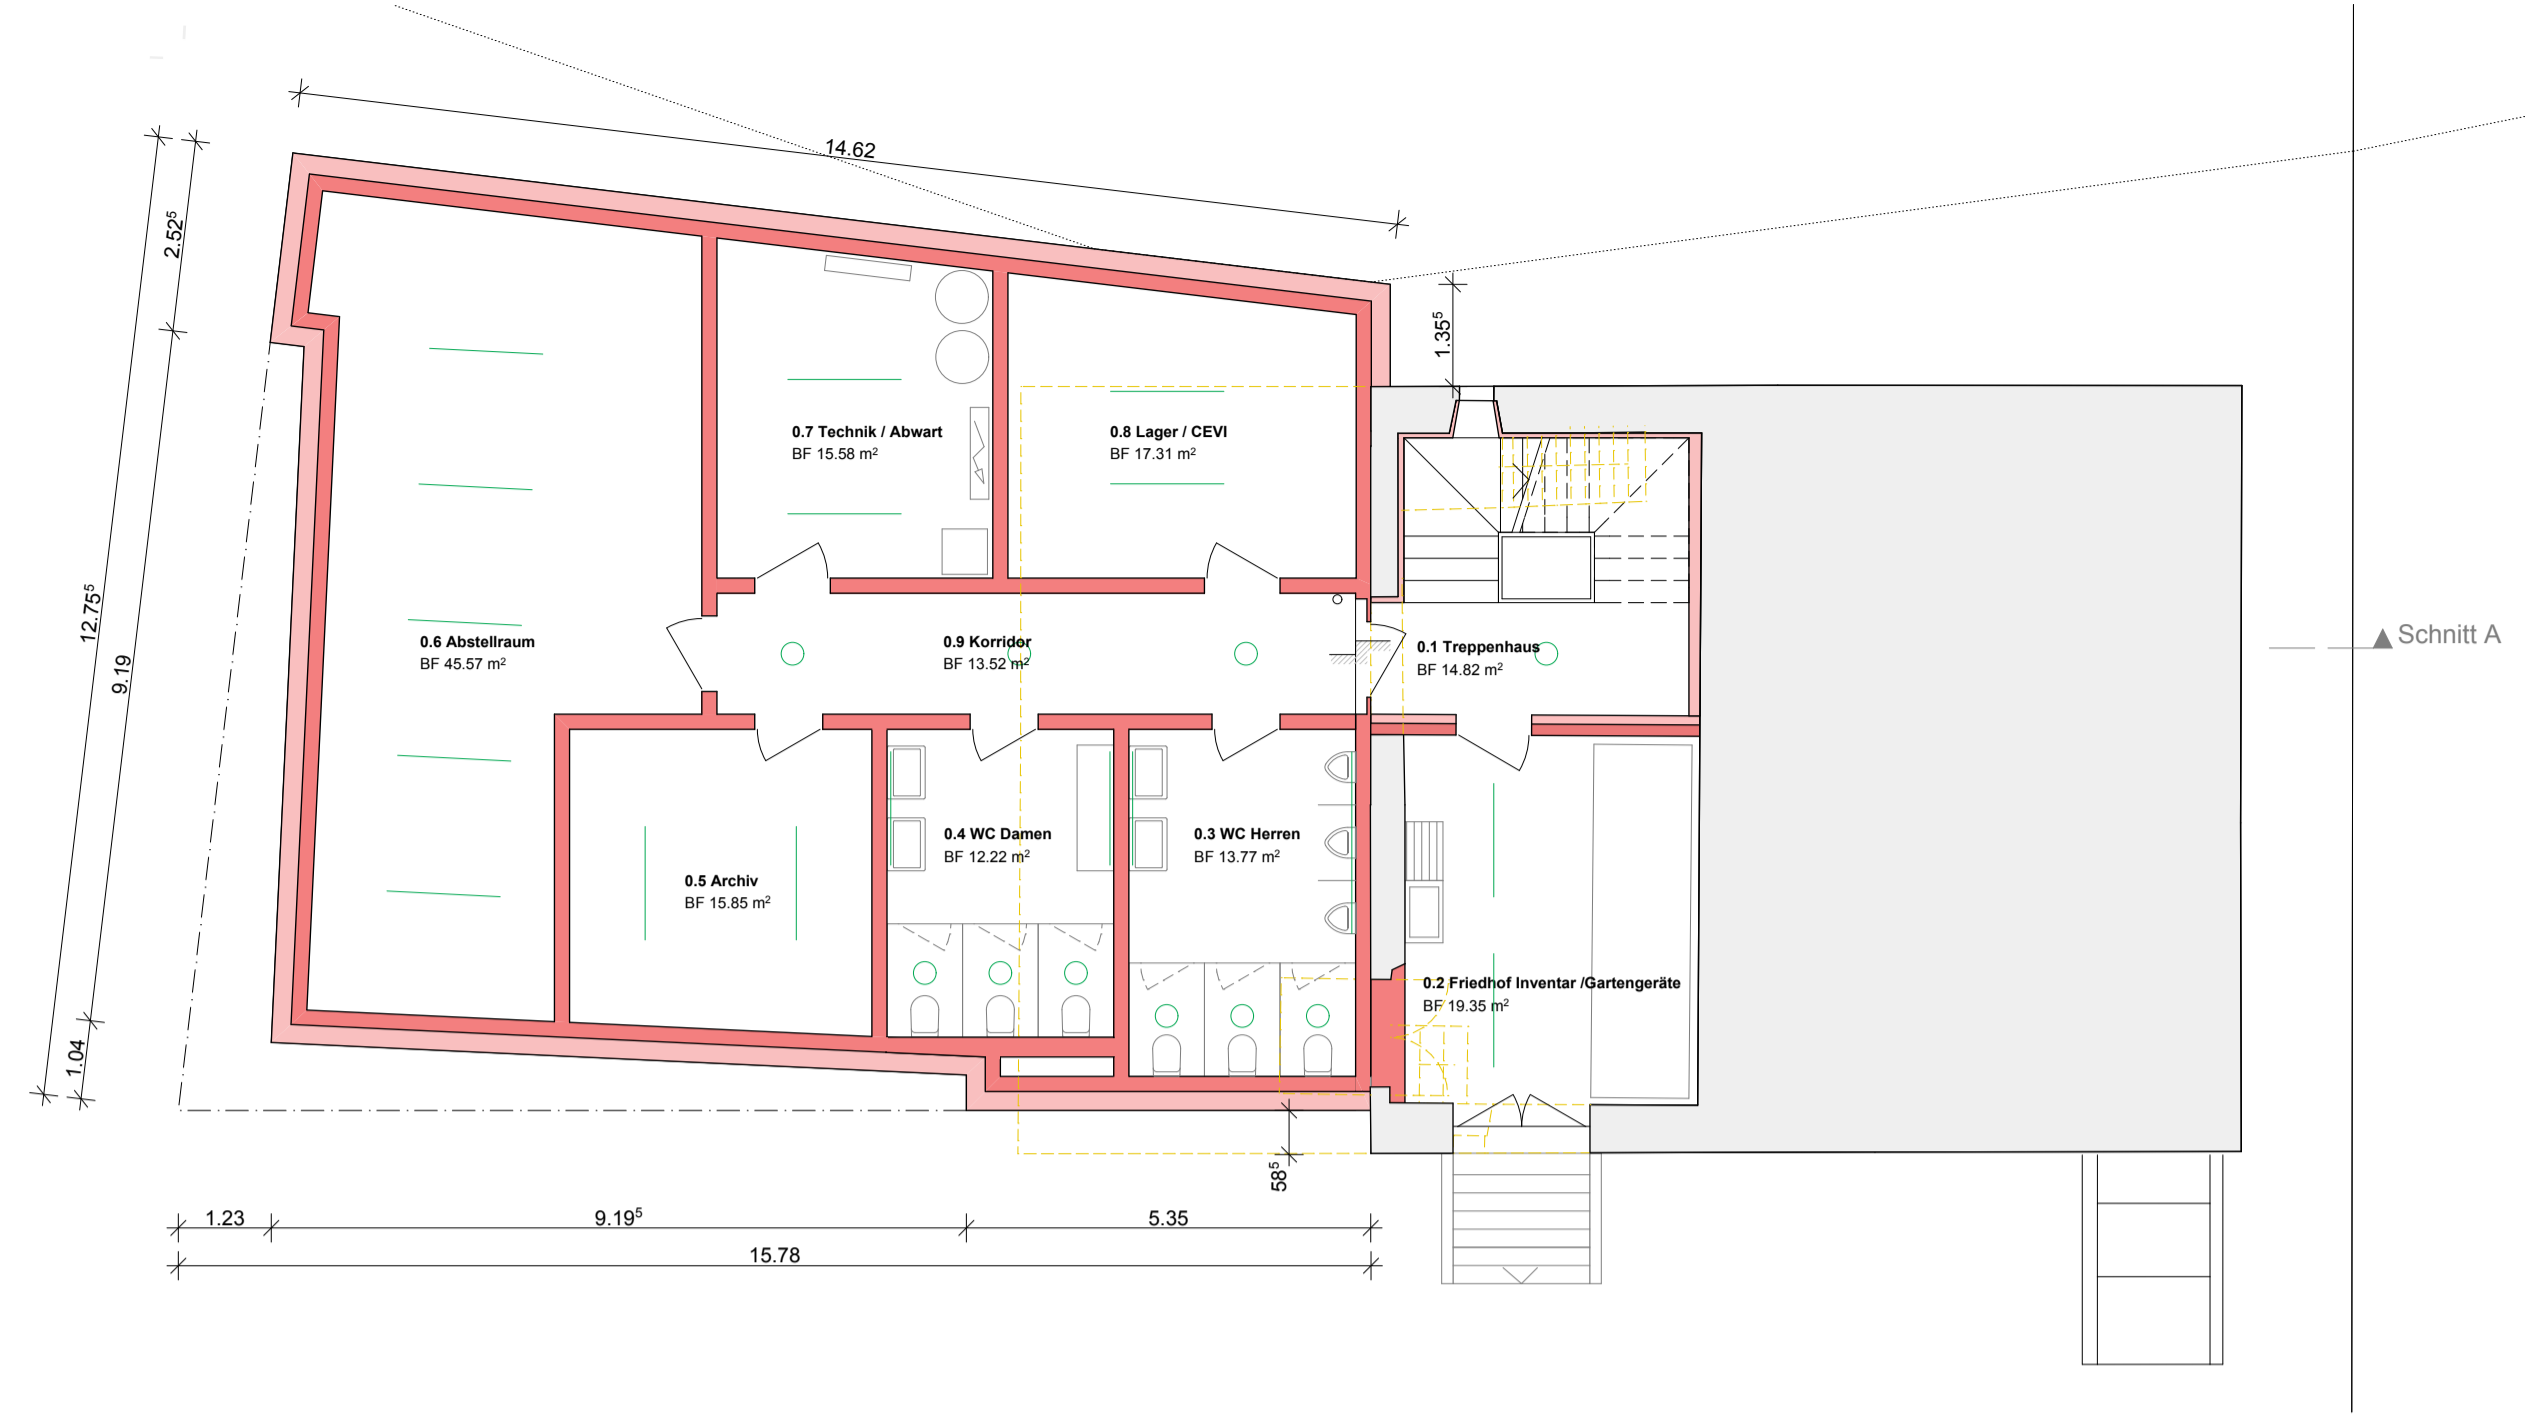 14.62
2.52⁵
1.35⁵
12.75⁵
9.19
1.04
0.7 Technik / Abwart
BF 15.58 m²
0.8 Lager / CEVI
BF 17.31 m²
0.6 Abstellraum
BF 45.57 m²
0.9 Korridor
BF 13.52 m²
0.1 Treppenhaus
BF 14.82 m²
Schnitt A
0.5 Archiv
BF 15.85 m²
0.4 WC Damen
BF 12.22 m²
0.3 WC Herren
BF 13.77 m²
0.2 Friedhof Inventar /Gartengeräte
BF 19.35 m²
58⁵
1.23
9.19⁵
5.35
15.78